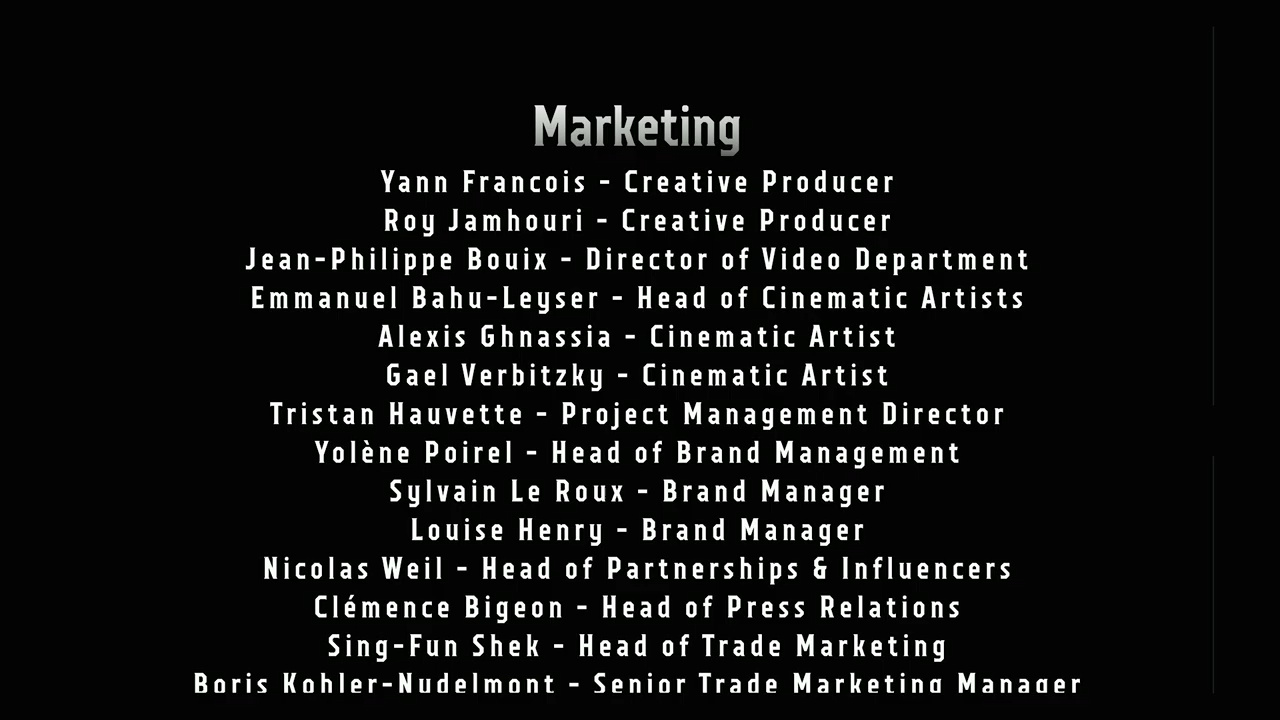 Marketing
Yann Francois - Creative Producer
Roy Jamhouri - Creative Producer
Jean-Philippe Bouix - Director of Video Department
Emmanuel Bahu-Leyser - Head of Cinematic Artists
Alexis Ghnassia - Cinematic Artist
Gael Verbitzky - Cinematic Artist
Tristan Hauvette - Project Management Director
Yolène Poirel - Head of Brand Management
Sylvain Le Roux - Brand Manager
Louise Henry - Brand Manager
Nicolas Weil - Head of Partnerships & Influencers
Clémence Bigeon - Head of Press Relations
Sing-Fun Shek - Head of Trade Marketing
Boris Kohler-Nudelmont - Senior Trade Marketing Manager